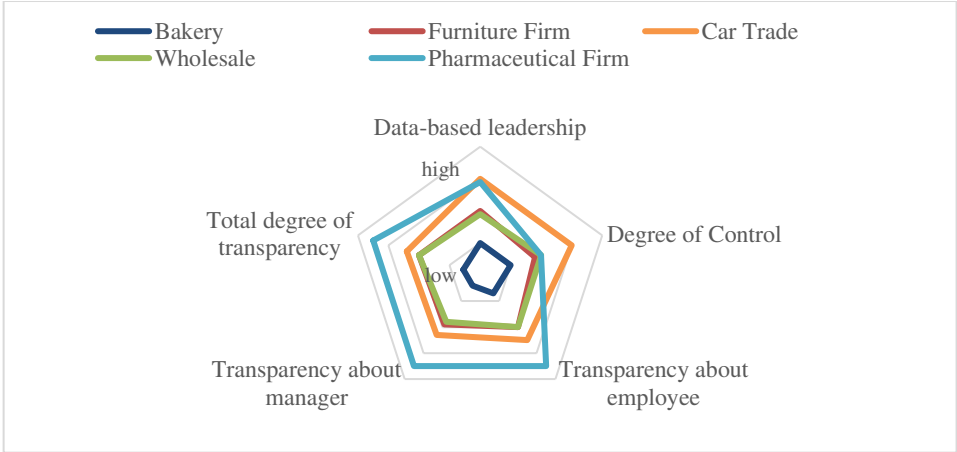 Bakery
Furniture Firm
Car Trade
Wholesale
Pharmaceutical Firm
Data-based leadership
high
Total degree of
transparency
Degree of Control
low
Transparency about
manager
Transparency about
employee